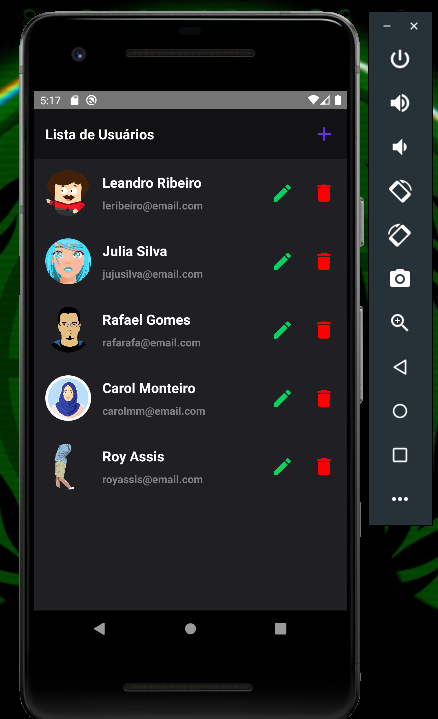 5:17
Lista de Usuários
Leandro Ribeiro
leribeiro@email.com
Julia Silva
jujusilva@email.com
Rafael Gomes
rafarafa@email.com
Carol Monteiro
carolmm@email.com
Roy Assis
royassis@email.com